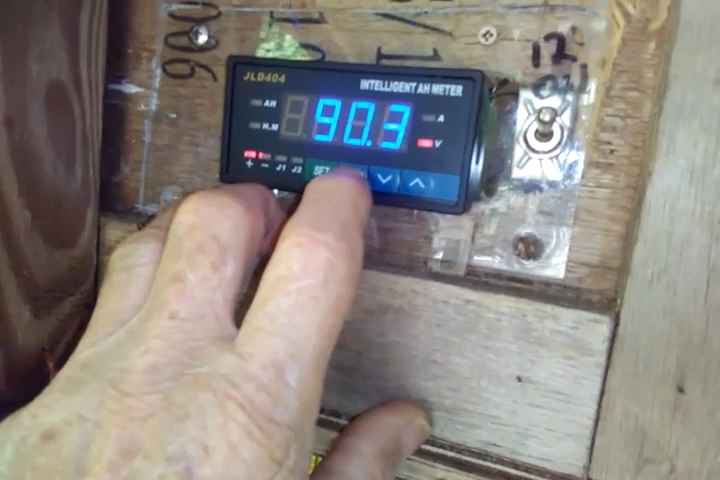 JLD404
INTELLIGENT AH METER
AH
H.M
90.3
A
V
+ - J1 J2
SET
12